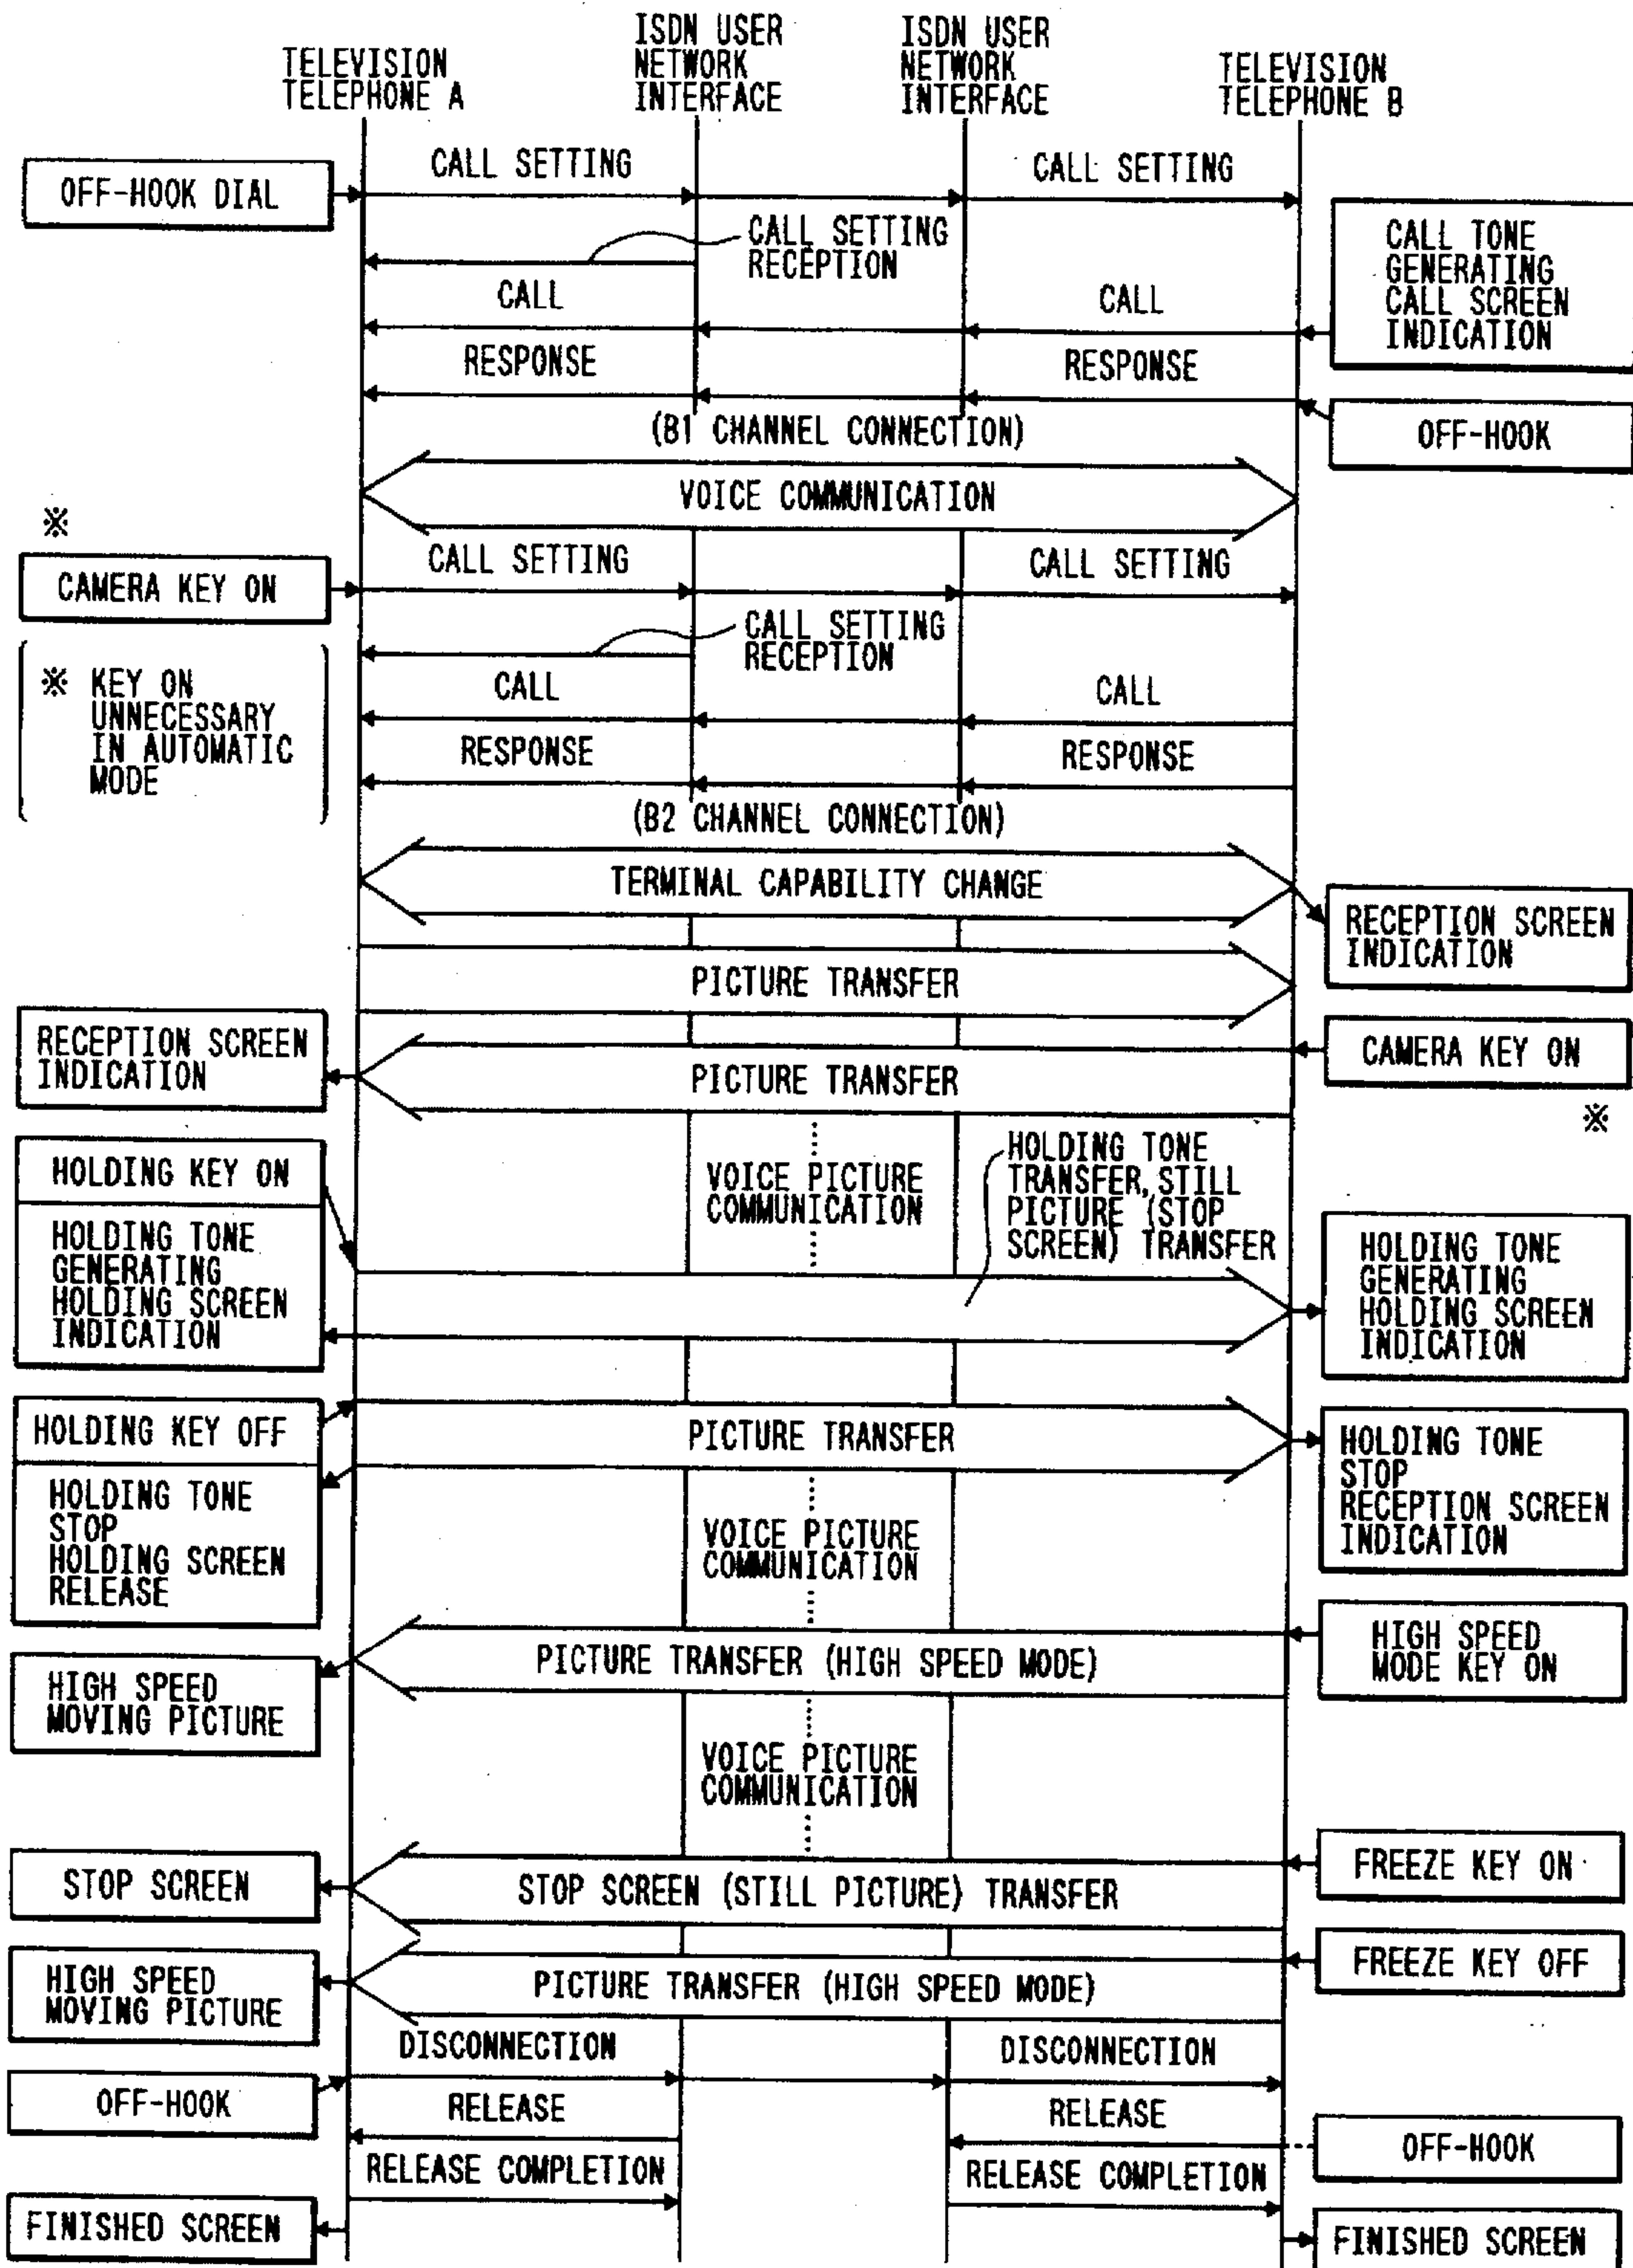 TELEVISION
TELEPHONE A
ISDN USER
NETWORK
INTERFACE
ISDN USER
NETWORK
INTERFACE
TELEVISION
TELEPHONE B
OFF-HOOK DIAL
CALL SETTING
CALL SETTING
CALL SETTING
RECEPTION
CALL TONE
GENERATING
CALL SCREEN
INDICATION
CALL
CALL
RESPONSE
RESPONSE
OFF-HOOK
(B1 CHANNEL CONNECTION)
VOICE COMMUNICATION
※
CAMERA KEY ON
CALL SETTING
CALL SETTING
CALL SETTING
RECEPTION
※ KEY ON
UNNECESSARY
IN AUTOMATIC
MODE
CALL
CALL
RESPONSE
RESPONSE
(B2 CHANNEL CONNECTION)
TERMINAL CAPABILITY CHANGE
RECEPTION SCREEN
INDICATION
PICTURE TRANSFER
RECEPTION SCREEN
INDICATION
PICTURE TRANSFER
CAMERA KEY ON
※
HOLDING KEY ON
HOLDING TONE
GENERATING
HOLDING SCREEN
INDICATION
VOICE PICTURE
COMMUNICATION
HOLDING TONE
TRANSFER, STILL
PICTURE (STOP
SCREEN) TRANSFER
HOLDING TONE
GENERATING
HOLDING SCREEN
INDICATION
HOLDING KEY OFF
HOLDING TONE
STOP
HOLDING SCREEN
RELEASE
PICTURE TRANSFER
HOLDING TONE
STOP
RECEPTION SCREEN
INDICATION
VOICE PICTURE
COMMUNICATION
HIGH SPEED
MODE KEY ON
PICTURE TRANSFER (HIGH SPEED MODE)
HIGH SPEED
MOVING PICTURE
VOICE PICTURE
COMMUNICATION
FREEZE KEY ON
STOP SCREEN (STILL PICTURE) TRANSFER
STOP SCREEN
FREEZE KEY OFF
PICTURE TRANSFER (HIGH SPEED MODE)
HIGH SPEED
MOVING PICTURE
DISCONNECTION
DISCONNECTION
OFF-HOOK
RELEASE
RELEASE
OFF-HOOK
RELEASE COMPLETION
RELEASE COMPLETION
FINISHED SCREEN
FINISHED SCREEN